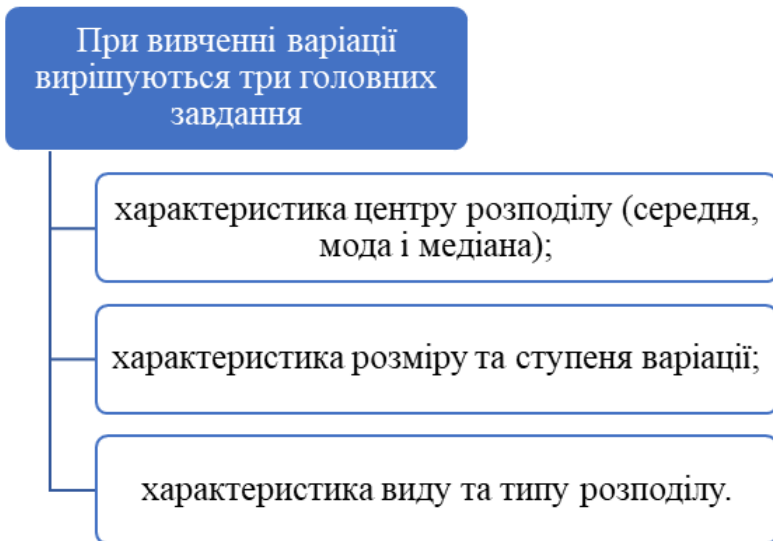 При вивченні варіації
вирішуються три головних
завдання
характеристика центру розподілу (середня,
мода і медіана);
характеристика розміру та ступеня варіації;
характеристика виду та типу розподілу.